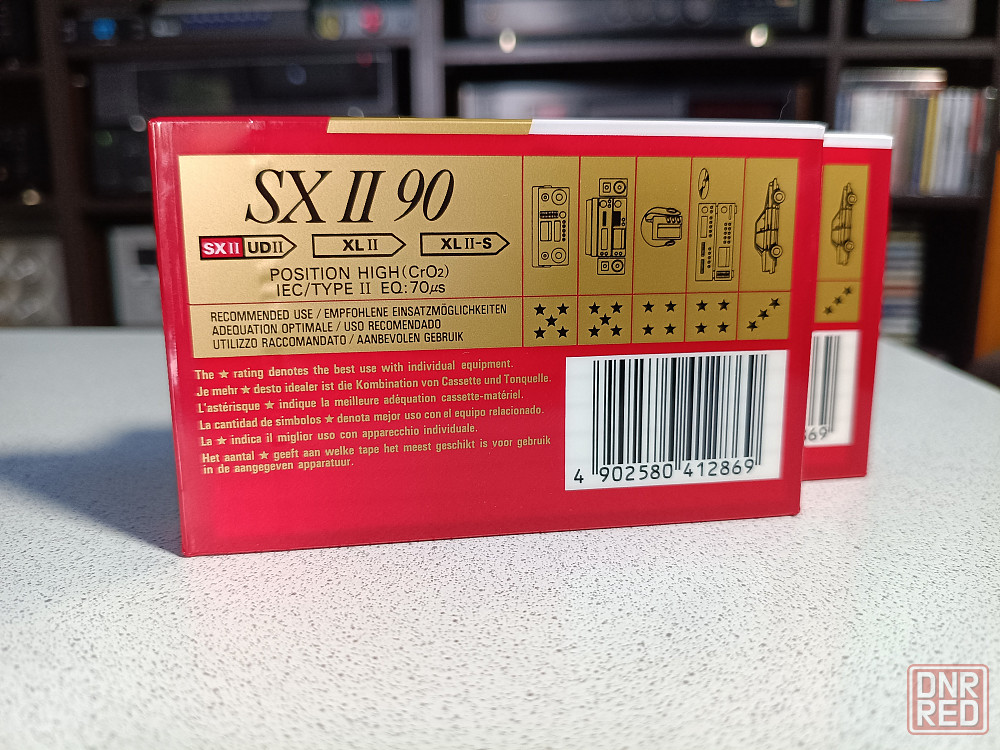 SX II 90
SX II UD II XL II XL II-S
POSITION HIGH (CrO2)
IEC/TYPE II EQ: 70μs
RECOMMENDED USE / EMPFOHLENE EINSATZMÖGLICHKEITEN
ADEQUATION OPTIMALE / USO RECOMENDADO
UTILIZZO RACCOMANDATO / AANBEVOLEN GEBRUIK
★ ★ ★ ★ ★ ★ ★ ★ ★ ★ ★ ★ ★ ★ ★ ★ ★ ★ ★ ★ ★
The ★ rating denotes the best use with individual equipment.
Je mehr ★ desto idealer ist die Kombination von Cassette und Tonquelle.
L'astérisque ★ indique la meilleure adéquation cassette-matériel.
La cantidad de simbolos ★ denota mejor uso con el equipo relacionado.
La ★ indica il miglior uso con apparecchio individuale.
Het aantal ★ geeft aan welke tape het meest geschikt is voor gebruik
in de aangegeven apparatuur.
4 902580 412869
869
DNR
RED